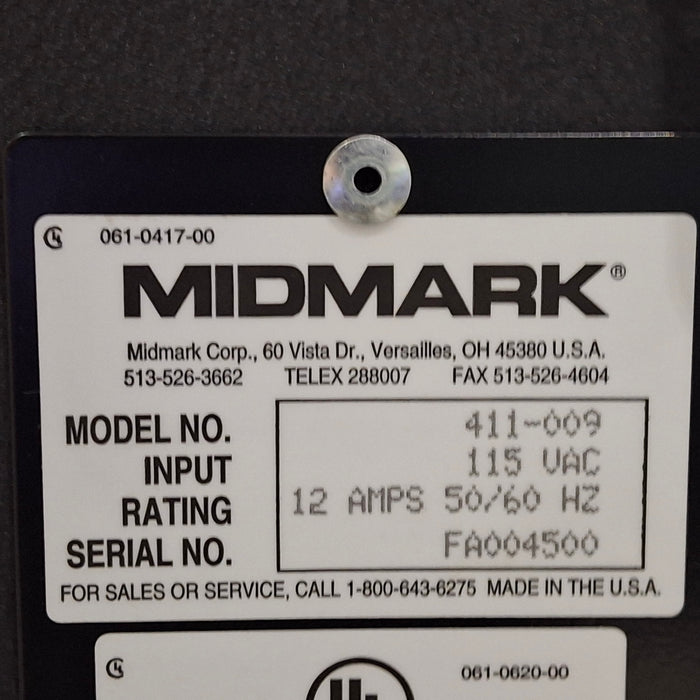 061-0417-00
MIDMARK®
Midmark Corp., 60 Vista Dr., Versailles, OH 45380 U.S.A.
513-526-3662 TELEX 288007 FAX 513-526-4604
MODEL NO. 411-009
INPUT 115 VAC
RATING 12 AMPS 50/60 HZ
SERIAL NO. FA004500
FOR SALES OR SERVICE, CALL 1-800-643-6275 MADE IN THE U.S.A.
061-0620-00
UL